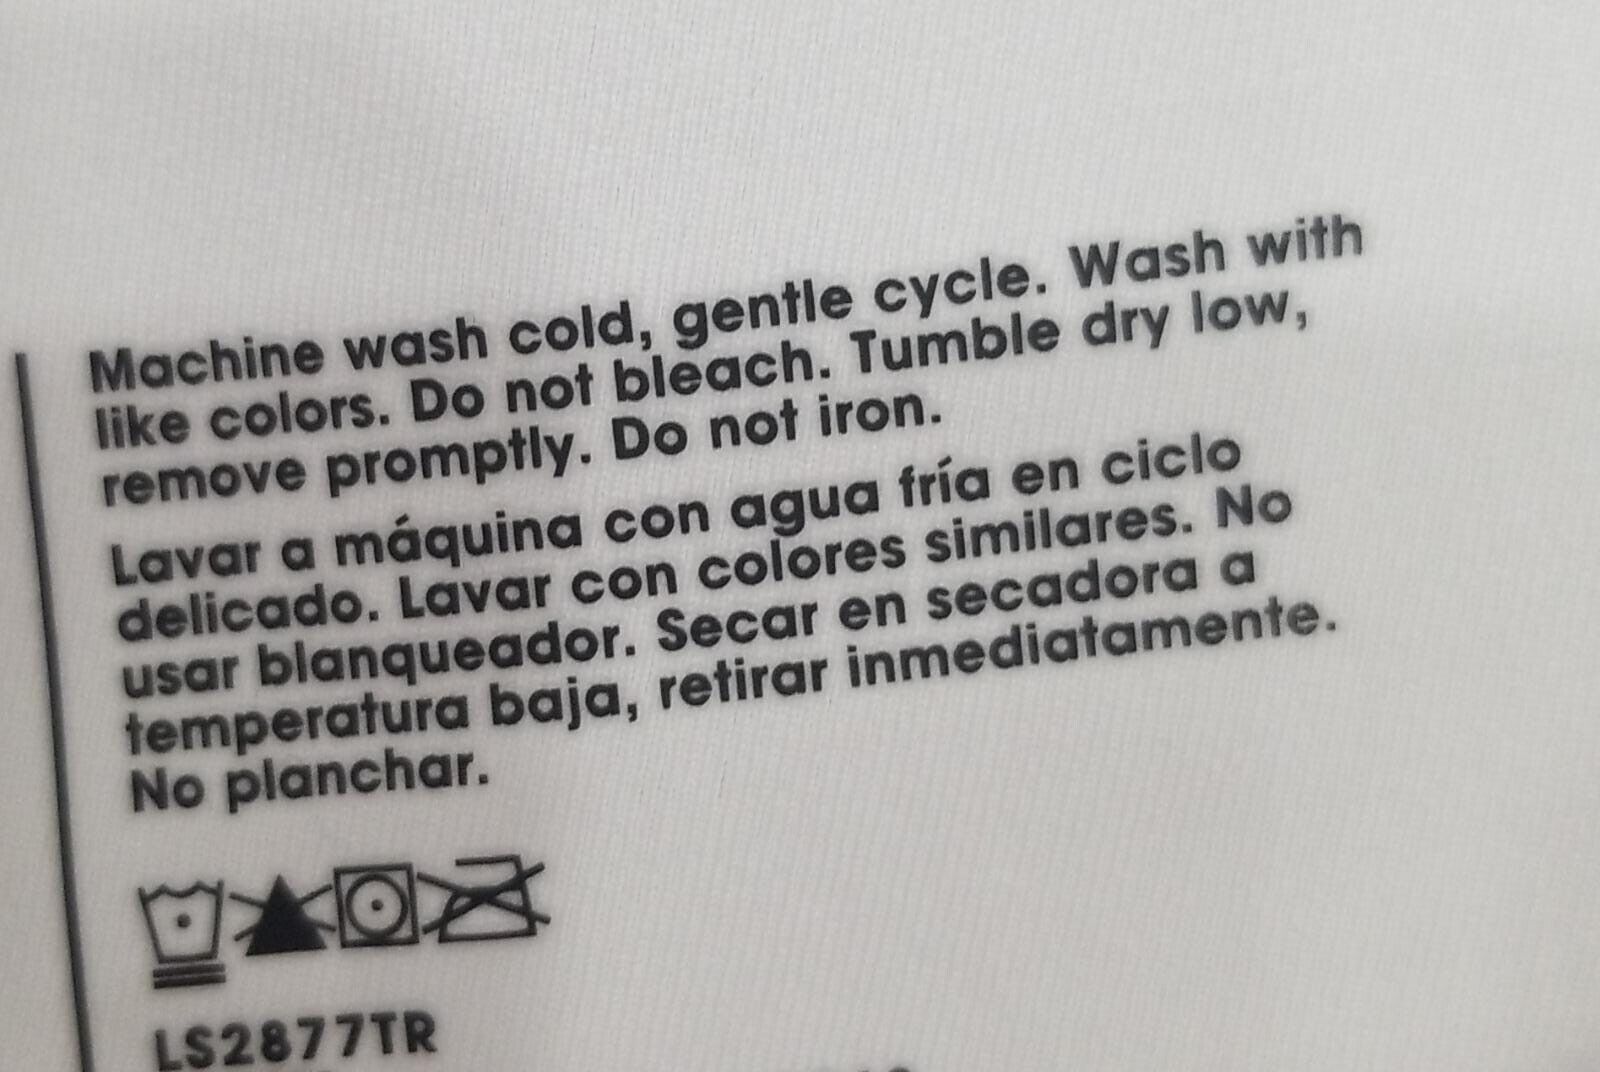 Machine wash cold, gentle cycle. Wash with
like colors. Do not bleach. Tumble dry low,
remove promptly. Do not iron.
Lavar a máquina con agua fría en ciclo
delicado. Lavar con colores similares. No
usar blanqueador. Secar en secadora a
temperatura baja, retirar inmediatamente.
No planchar.
LS2877TR